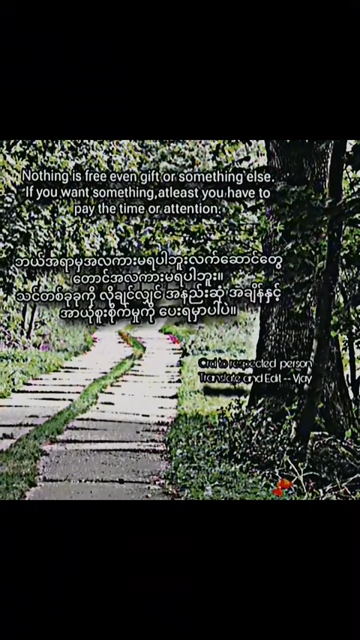 Nothing is free even gift or something else.
If you want something,atleast you have to
pay the time or attention.
ဘယ်အရာမှအလကားမရပါဘူးလက်ဆောင်တွေ
တောင်အလကားမရပါဘူး။
သင်တစ်ခုခုကို လိုချင်လျှင် အနည်းဆုံး အချိန်နှင့်
အာယုံစူးစိုက်မှုကို ပေးရမှာပါပဲ။
Crd to respected person
Translate and Edit -- Vjay